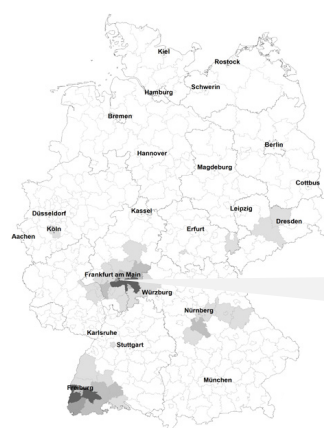 Kiel
Rostock
Hamburg
Schwerin
Bremen
Berlin
Hannover
Magdeburg
Cottbus
Düsseldorf
Kassel
Leipzig
Dresden
Köln
Erfurt
Aachen
Frankfurt am Main
Würzburg
Nürnberg
Karlsruhe
Stuttgart
München
Freiburg